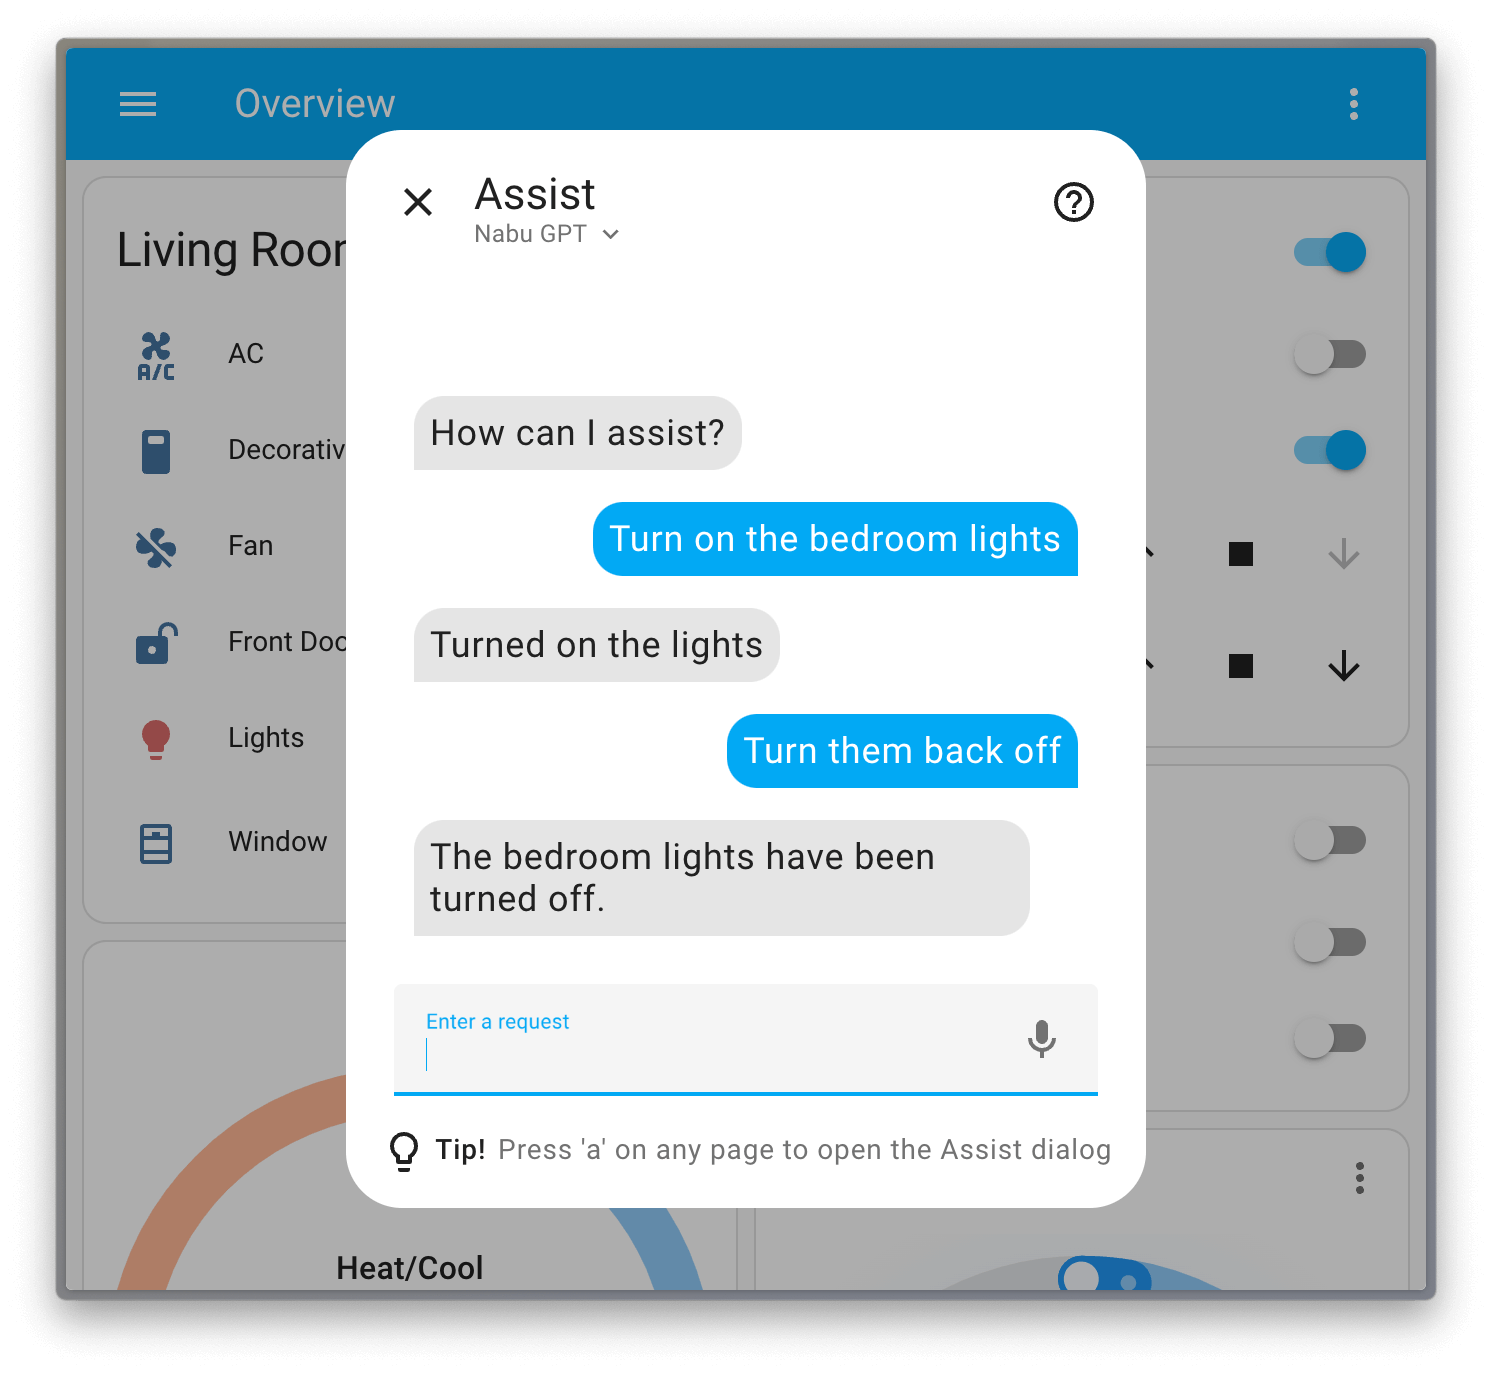 Overview
Assist
Nabu GPT
Living Roor
A/C
AC
Decorativ
Fan
Front Doo
Lights
Window
How can I assist?
Turn on the bedroom lights
Turned on the lights
Turn them back off
The bedroom lights have been
turned off.
Enter a request
Tip! Press 'a' on any page to open the Assist dialog
Heat/Cool